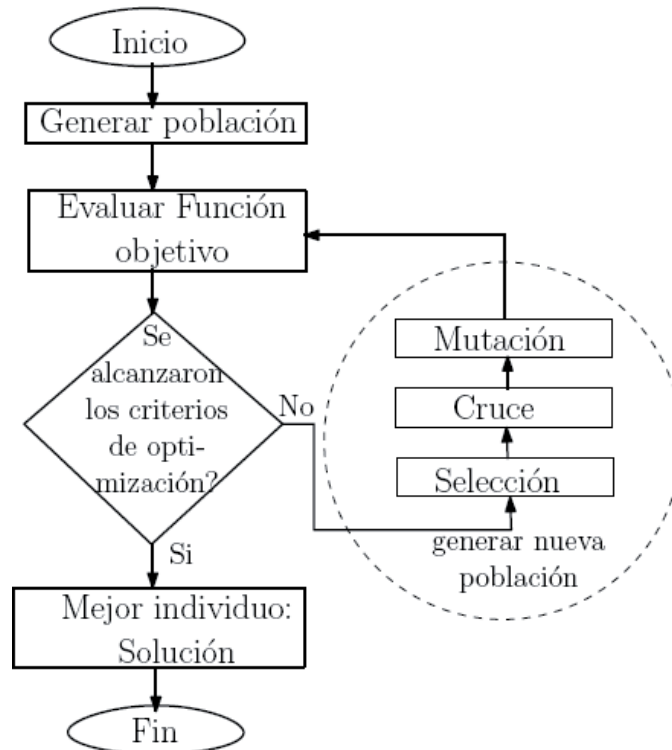 Inicio
Generar población
Evaluar Función
objetivo
Se
alcanzaron
los criterios
de opti-
mización?
No
Si
Mutación
Cruce
Selección
generar nueva
población
Mejor individuo:
Solución
Fin